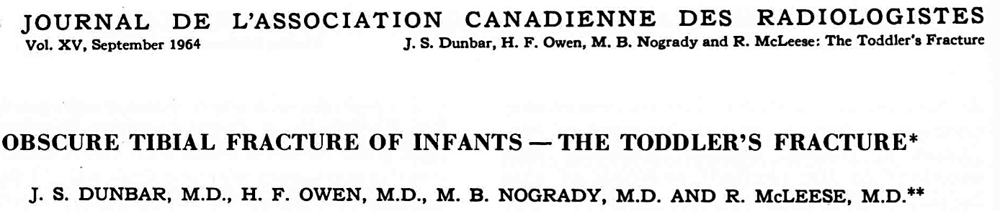 JOURNAL DE L'ASSOCIATION CANADIENNE DES RADIOLOGISTES
Vol. XV, September 1964 J. S. Dunbar, H. F. Owen, M. B. Nogrady and R. McLeese: The Toddler's Fracture
OBSCURE TIBIAL FRACTURE OF INFANTS — THE TODDLER'S FRACTURE*
J. S. DUNBAR, M.D., H. F. OWEN, M.D., M. B. NOGRADY, M.D. AND R. McLEESE, M.D.**